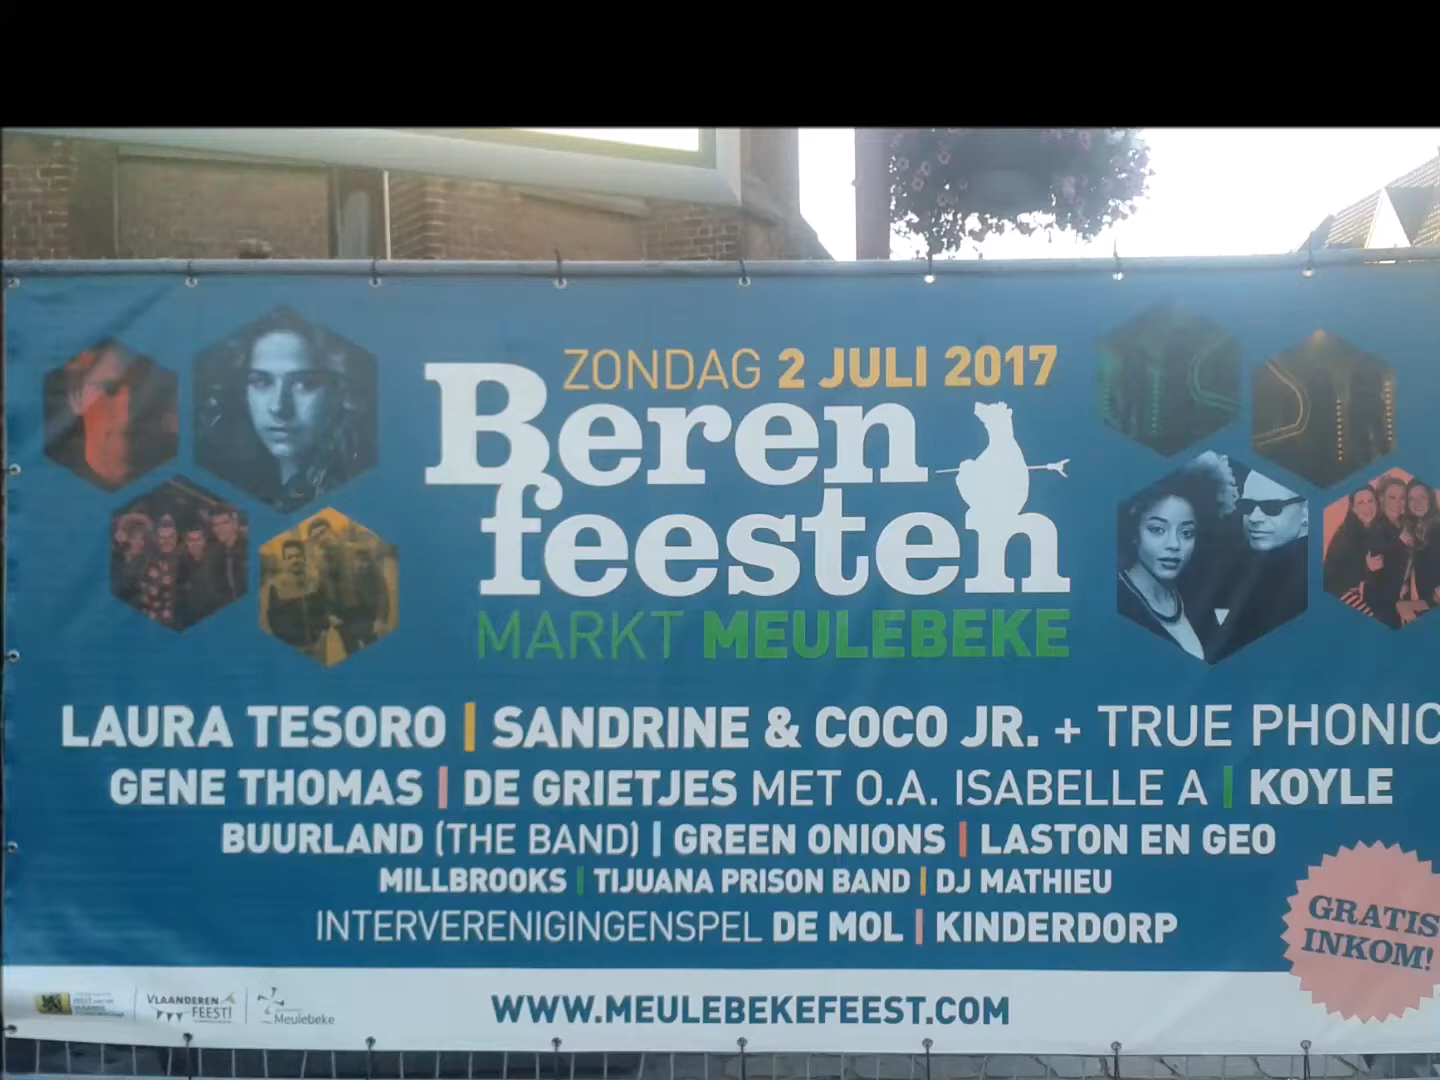 ZONDAG 2 JULI 2017
Beren
feesten
MARKT MEULEBEKE
LAURA TESORO | SANDRINE & COCO JR. + TRUE PHONIC
GENE THOMAS | DE GRIETJES MET O.A. ISABELLE A | KOYLE
BUURLAND (THE BAND) | GREEN ONIONS | LASTON EN GEO
MILLBROOKS | TIJUANA PRISON BAND | DJ MATHIEU
INTERVERENIGINGENSPEL DE MOL | KINDERDORP
GRATIS
INKOM!
VLAANDEREN
FEEST!
Meulebeke
WWW.MEULEBEKEFEEST.COM